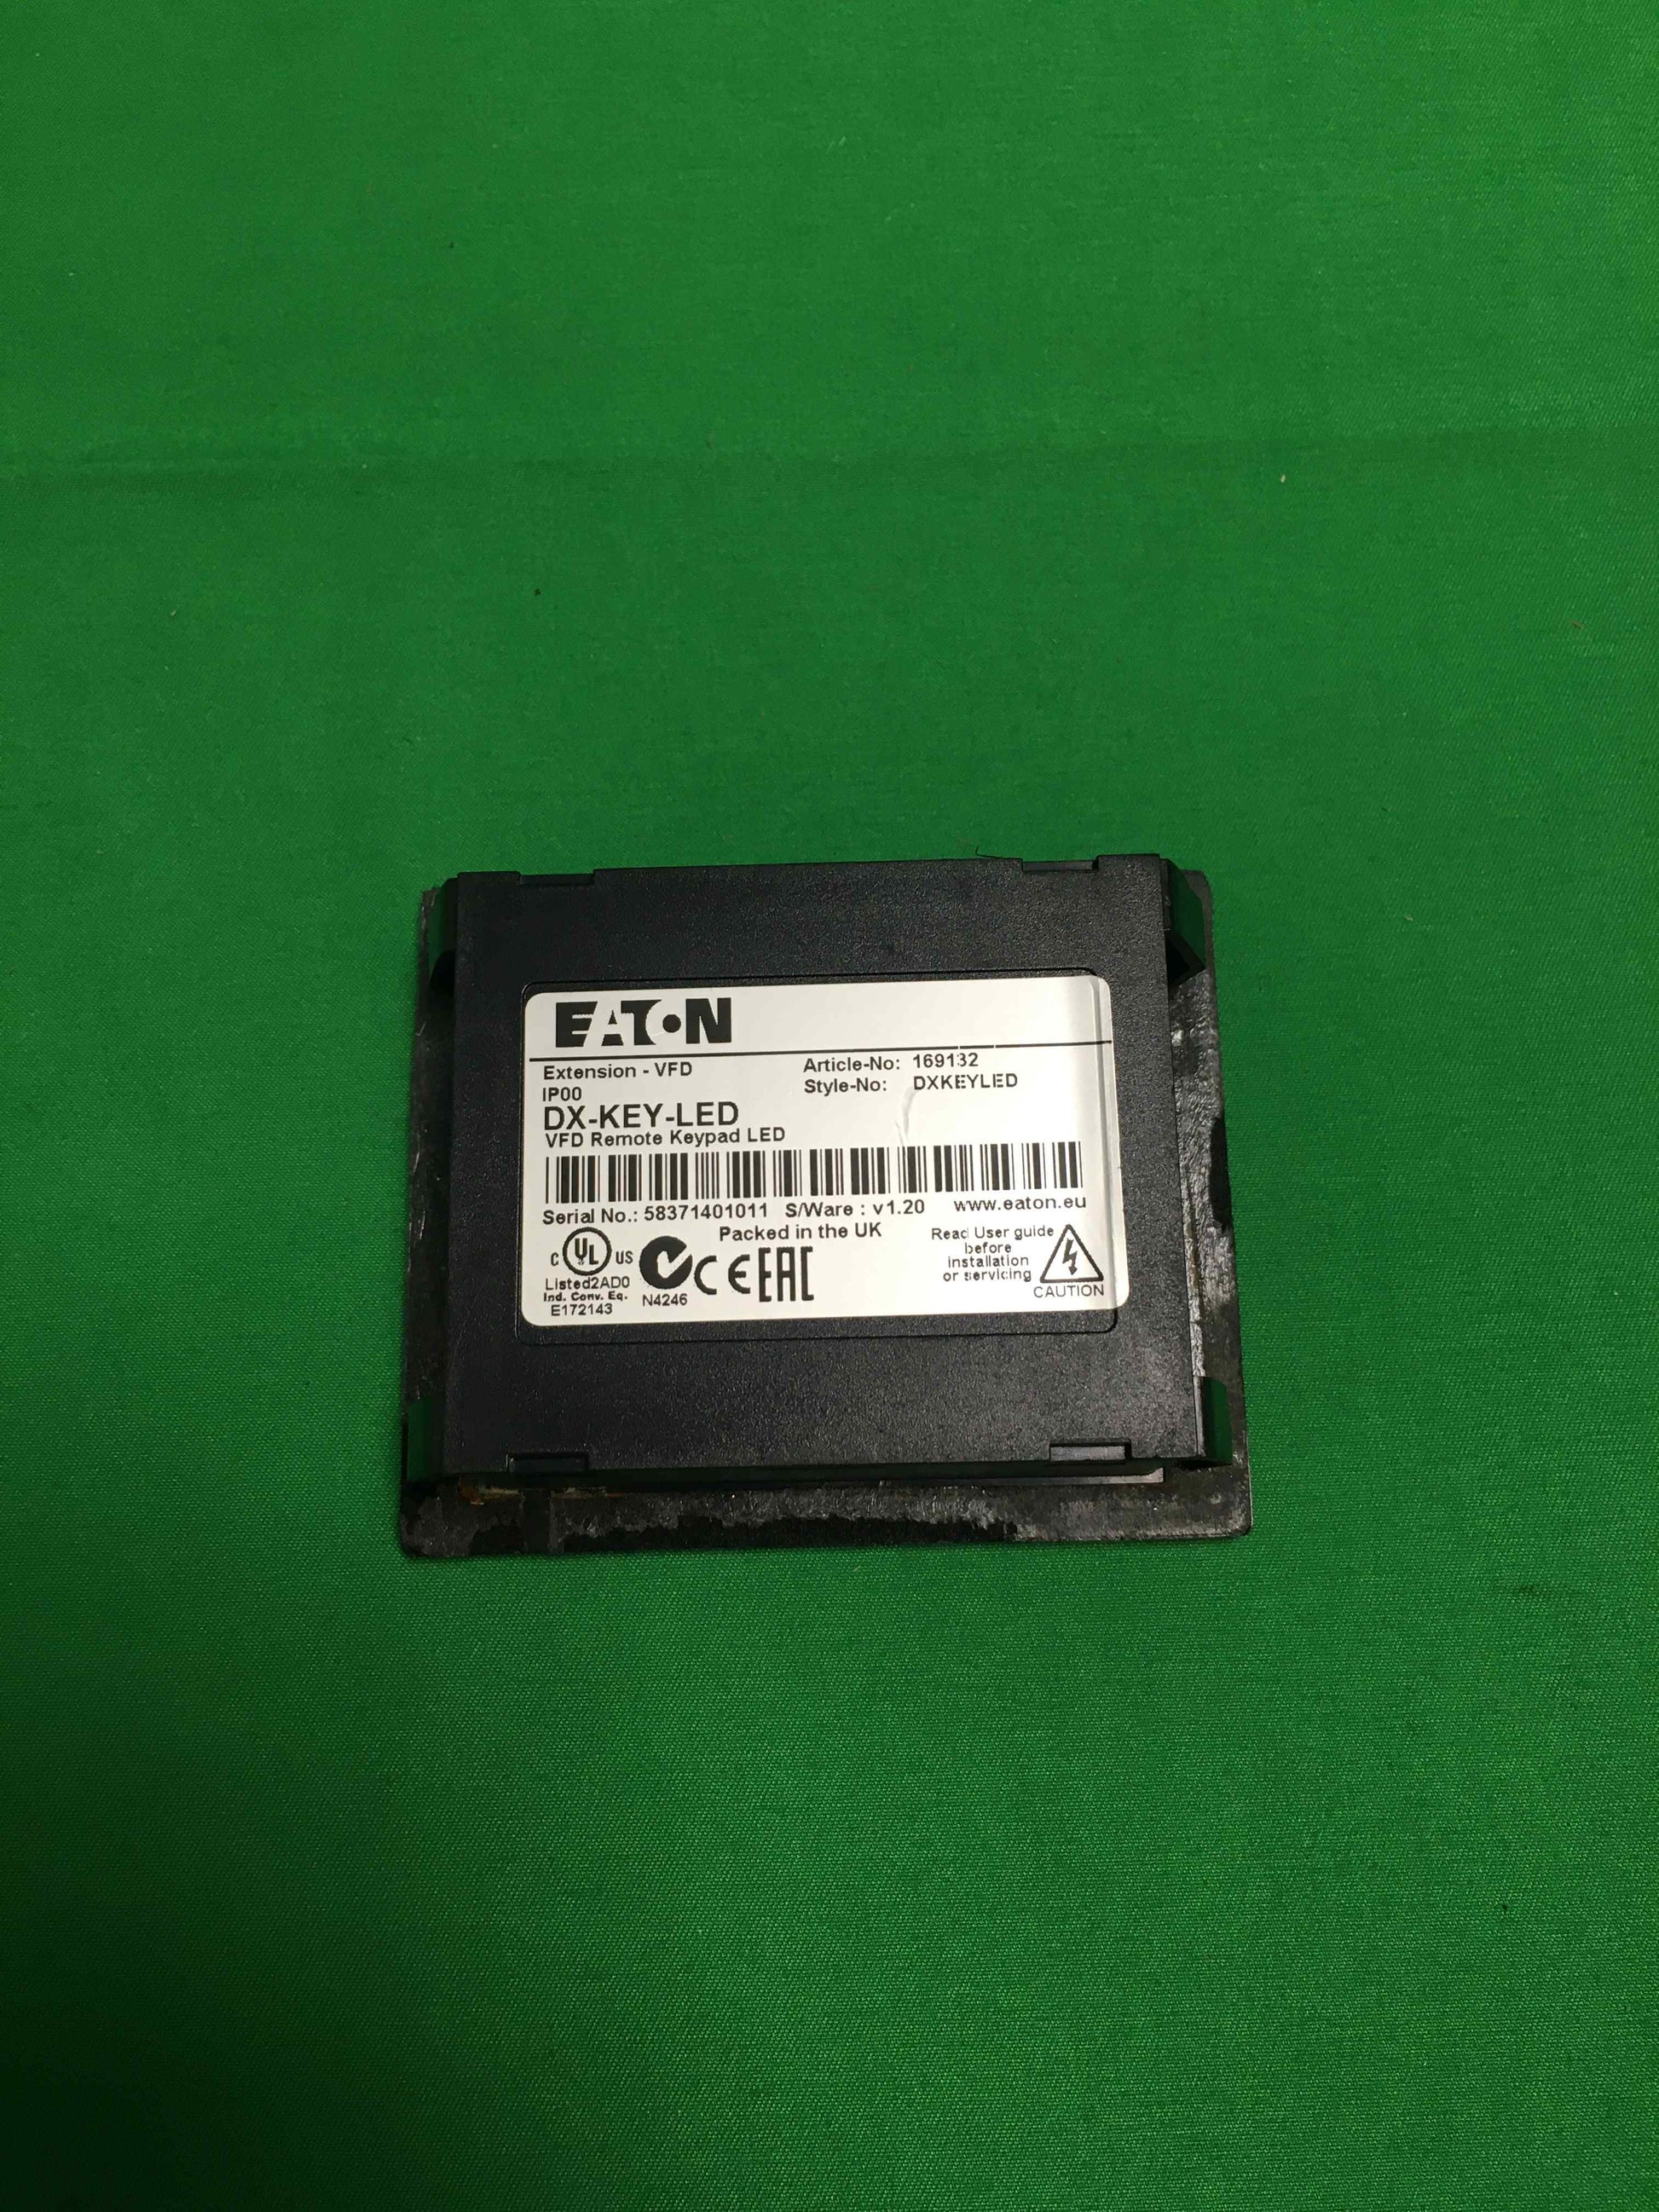 EATON
Extension - VFD Article-No: 169132
IP00 Style-No: DXKEYLED
DX-KEY-LED
VFD Remote Keypad LED
Serial No.: 58371401011 S/Ware : v1.20 www.eaton.eu
Packed in the UK
C UL US
Listed2AD0
Ind. Conv. Eq.
E172143
N4246
CE EAC
Read User guide
before
installation
or servicing
CAUTION